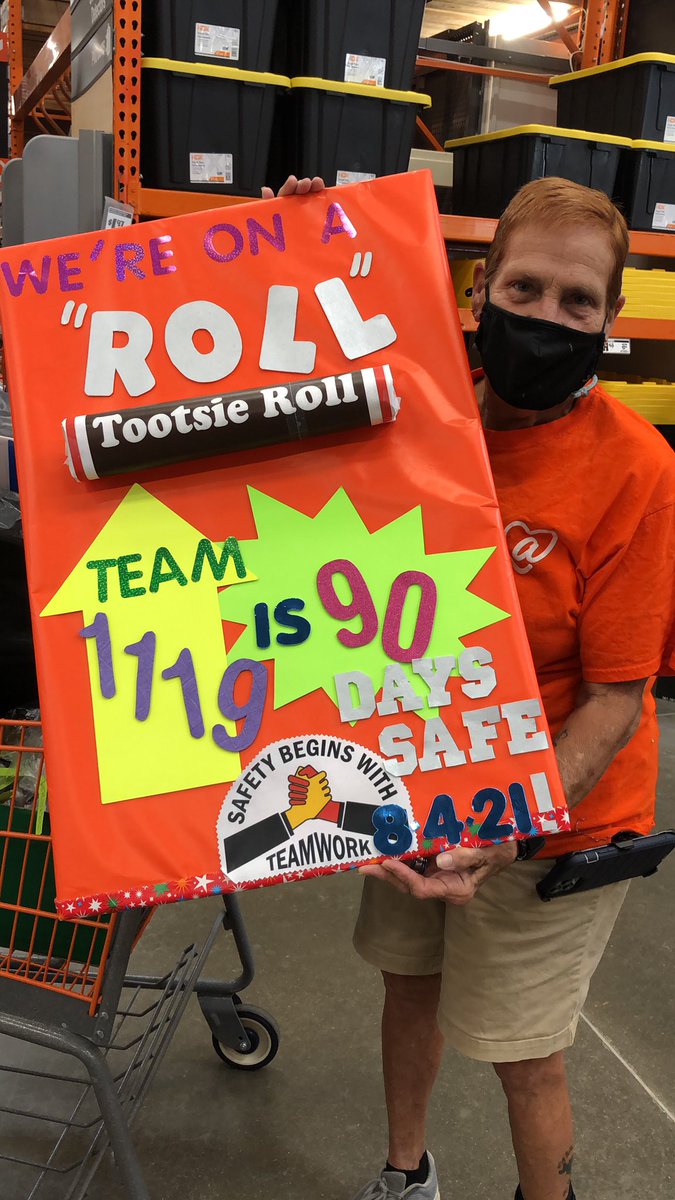 WE'RE ON A
"ROLL"
Tootsie Roll
TEAM
1119 IS 90
DAYS
SAFE!
SAFETY BEGINS WITH
TEAMWORK
8.4.21
@
HDX